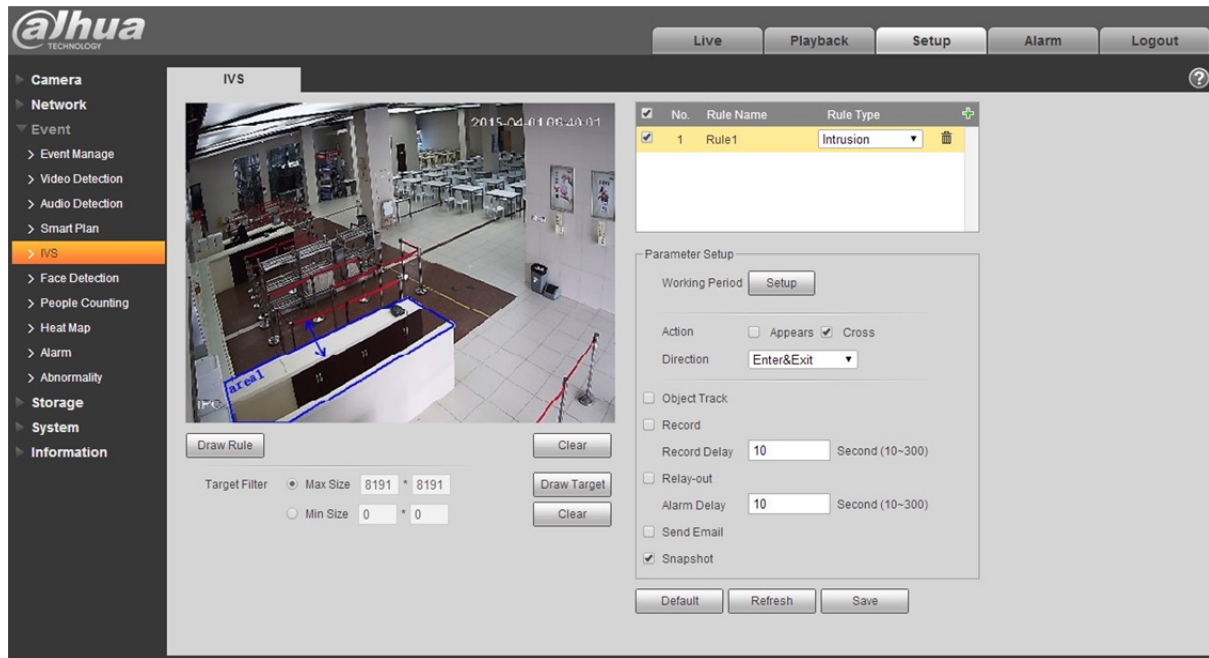 alhua
TECHNOLOGY
Live
Playback
Setup
Alarm
Logout
Camera
Network
Event
> Event Manage
> Video Detection
> Audio Detection
> Smart Plan
> IVS
> Face Detection
> People Counting
> Heat Map
> Alarm
> Abnormality
Storage
System
Information
IVS
?
2015-04-01 06:40:01
area1
IPC
Draw Rule
Clear
Target Filter Max Size 8191 * 8191
Draw Target
Min Size 0 * 0
Clear
No. Rule Name Rule Type
1 Rule1 Intrusion
Parameter Setup
Working Period Setup
Action Appears Cross
Direction Enter&Exit
Object Track
Record
Record Delay 10 Second (10~300)
Relay-out
Alarm Delay 10 Second (10~300)
Send Email
Snapshot
Default Refresh Save